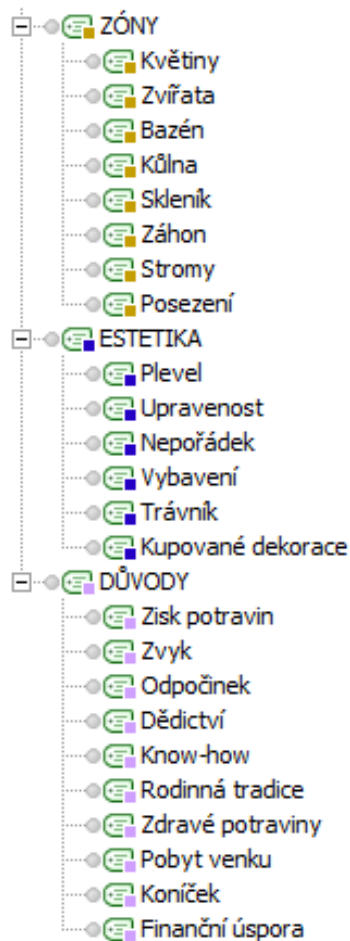 ZÓNY
Květiny
Zvířata
Bazén
Kůlna
Skleník
Záhon
Stromy
Posezení
ESTETIKA
Plevel
Upravenost
Nepořádek
Vybavení
Trávník
Kupované dekorace
DŮVODY
Zisk potravin
Zvyk
Odpočinek
Dědictví
Know-how
Rodinná tradice
Zdravé potraviny
Pobyt venku
Koníček
Finanční úspora